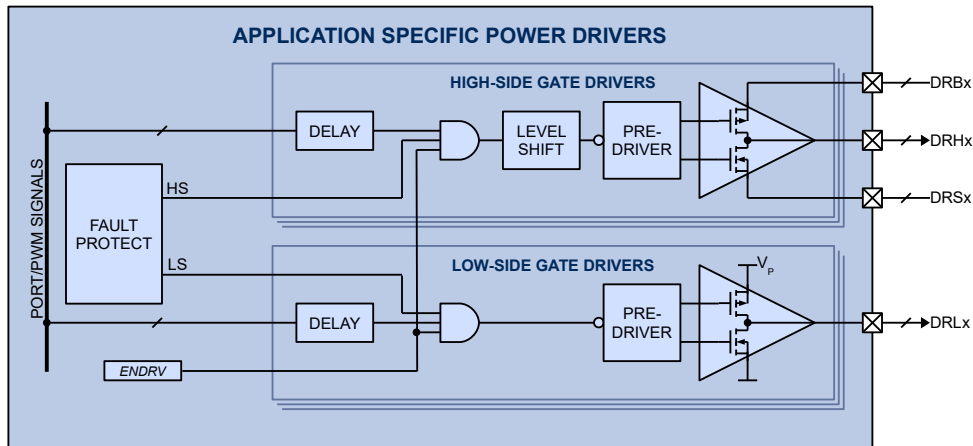 APPLICATION SPECIFIC POWER DRIVERS
HIGH-SIDE GATE DRIVERS
DRBx
DELAY
LEVEL
SHIFT
PRE-
DRIVER
DRHx
PORT/PWM SIGNALS
HS
DRSx
FAULT
PROTECT
LS
LOW-SIDE GATE DRIVERS
VP
DELAY
PRE-
DRIVER
DRLx
ENDRV